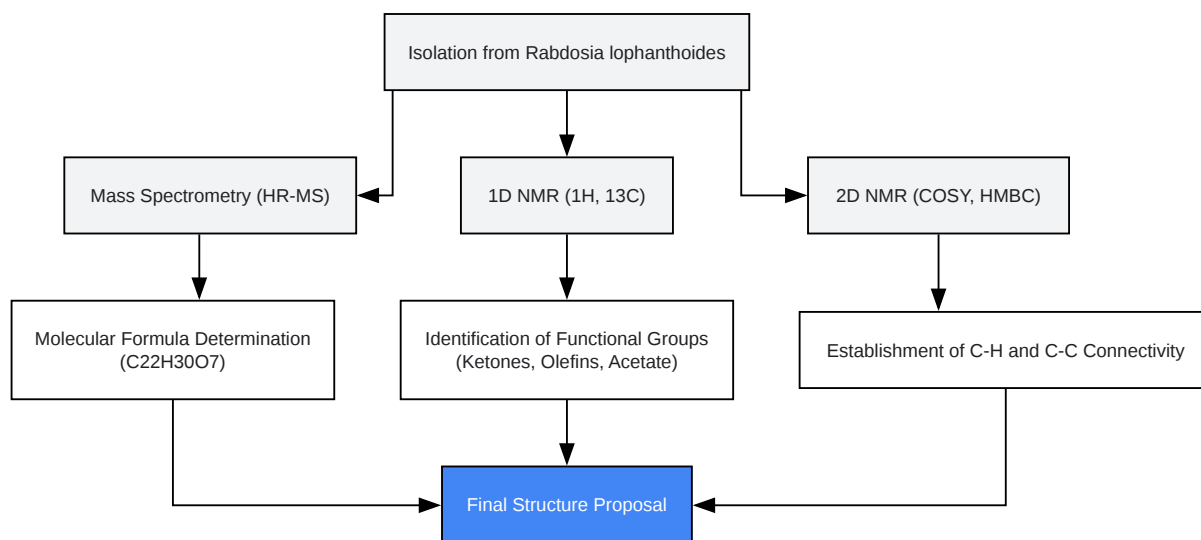 Isolation from Rabdosia lophanthoides
Mass Spectrometry (HR-MS)
1D NMR (1H, 13C)
2D NMR (COSY, HMBC)
Molecular Formula Determination
(C22H30O7)
Identification of Functional Groups
(Ketones, Olefins, Acetate)
Establishment of C-H and C-C Connectivity
Final Structure Proposal